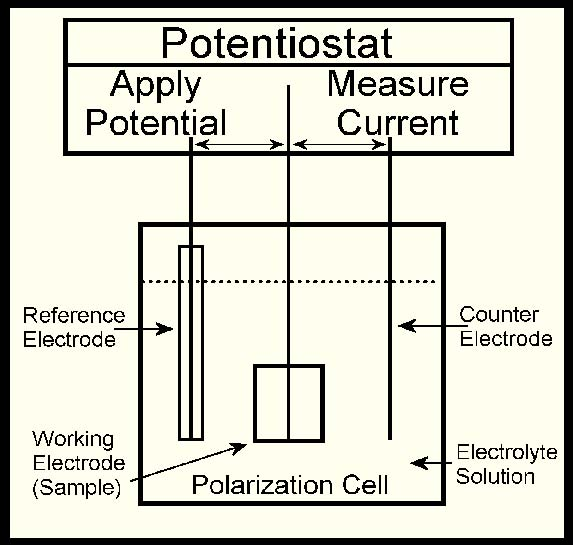 Potentiostat
Apply
Potential
Measure
Current
Reference
Electrode
Counter
Electrode
Working
Electrode
(Sample)
Electrolyte
Solution
Polarization Cell